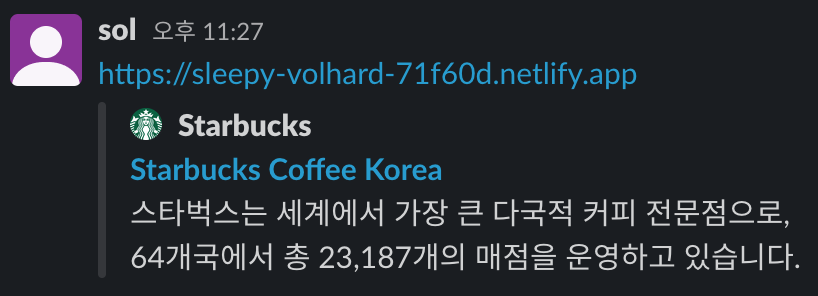 sol 오후 11:27
https://sleepy-volhard-71f60d.netlify.app
Starbucks
Starbucks Coffee Korea
스타벅스는 세계에서 가장 큰 다국적 커피 전문점으로,
64개국에서 총 23,187개의 매점을 운영하고 있습니다.